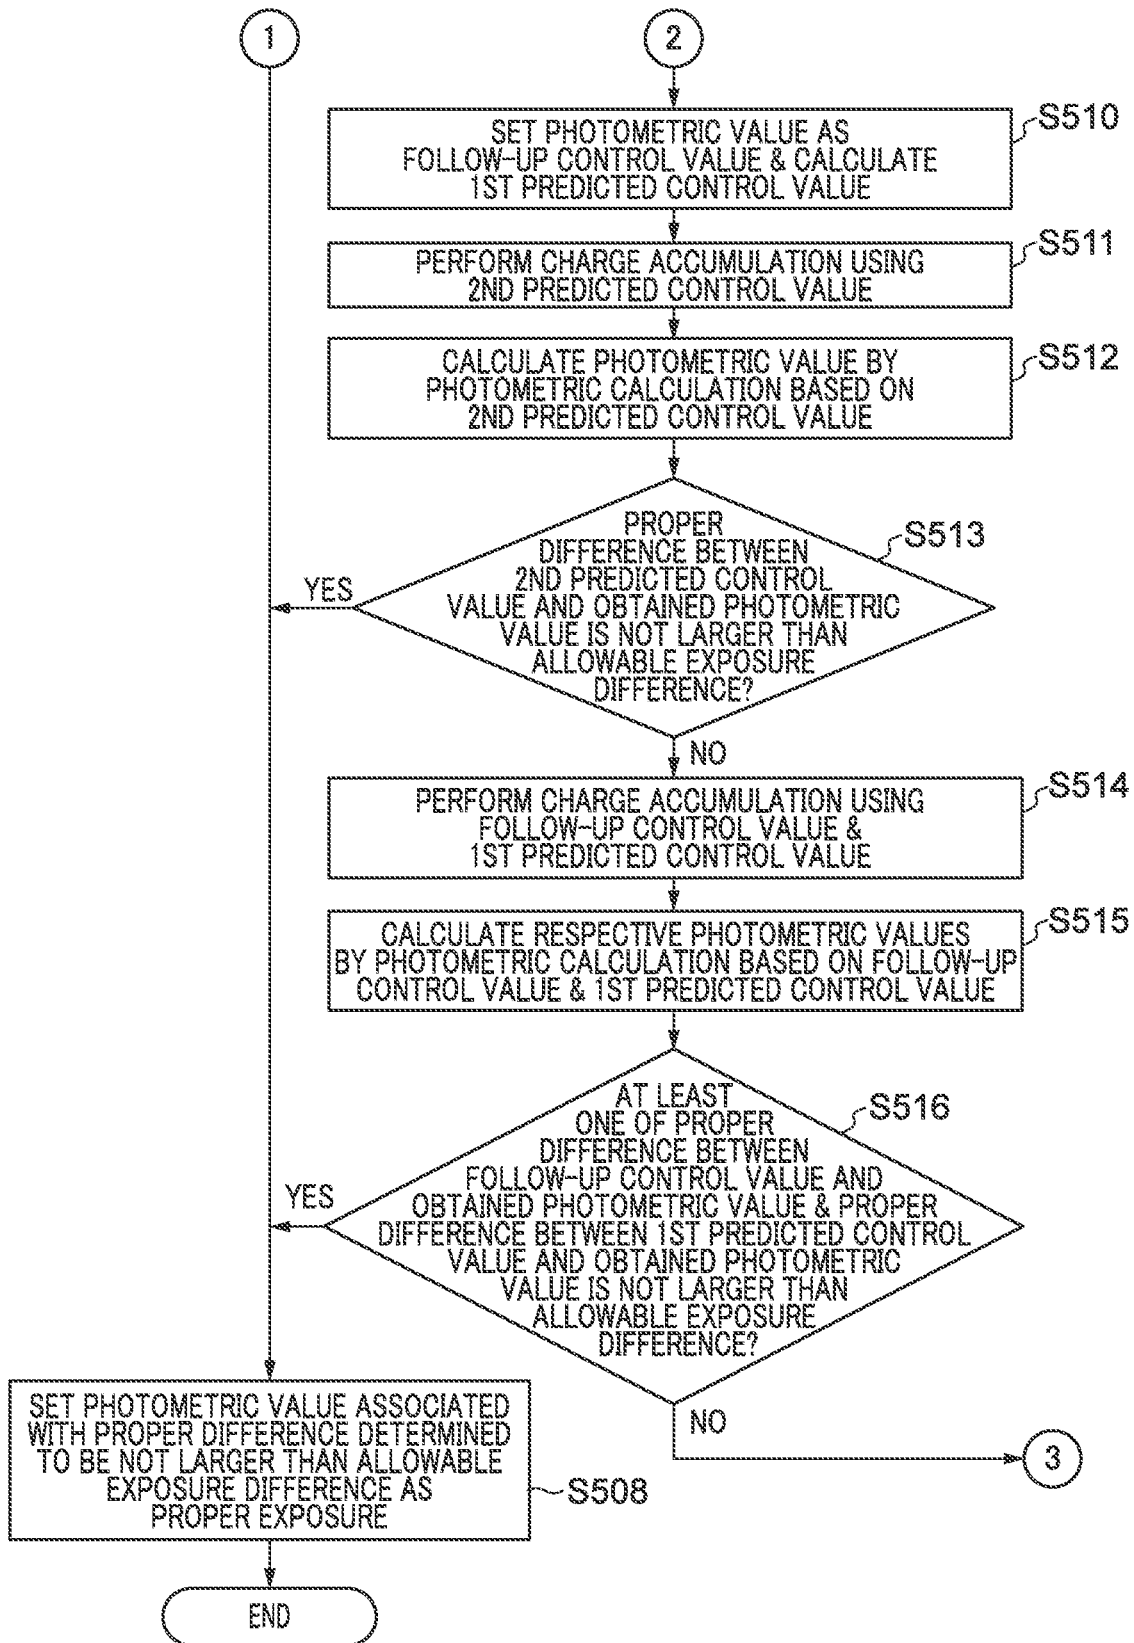 1
2
S510
SET PHOTOMETRIC VALUE AS
FOLLOW-UP CONTROL VALUE & CALCULATE
1ST PREDICTED CONTROL VALUE
S511
PERFORM CHARGE ACCUMULATION USING
2ND PREDICTED CONTROL VALUE
S512
CALCULATE PHOTOMETRIC VALUE BY
PHOTOMETRIC CALCULATION BASED ON
2ND PREDICTED CONTROL VALUE
S513
PROPER
DIFFERENCE BETWEEN
2ND PREDICTED CONTROL
VALUE AND OBTAINED PHOTOMETRIC
VALUE IS NOT LARGER THAN
ALLOWABLE EXPOSURE
DIFFERENCE?
YES
NO
S514
PERFORM CHARGE ACCUMULATION USING
FOLLOW-UP CONTROL VALUE &
1ST PREDICTED CONTROL VALUE
S515
CALCULATE RESPECTIVE PHOTOMETRIC VALUES
BY PHOTOMETRIC CALCULATION BASED ON FOLLOW-UP
CONTROL VALUE & 1ST PREDICTED CONTROL VALUE
S516
AT LEAST
ONE OF PROPER
DIFFERENCE BETWEEN
FOLLOW-UP CONTROL VALUE AND
OBTAINED PHOTOMETRIC VALUE & PROPER
DIFFERENCE BETWEEN 1ST PREDICTED CONTROL
VALUE AND OBTAINED PHOTOMETRIC
VALUE IS NOT LARGER THAN
ALLOWABLE EXPOSURE
DIFFERENCE?
YES
NO
3
SET PHOTOMETRIC VALUE ASSOCIATED
WITH PROPER DIFFERENCE DETERMINED
TO BE NOT LARGER THAN ALLOWABLE
EXPOSURE DIFFERENCE AS
PROPER EXPOSURE
S508
END